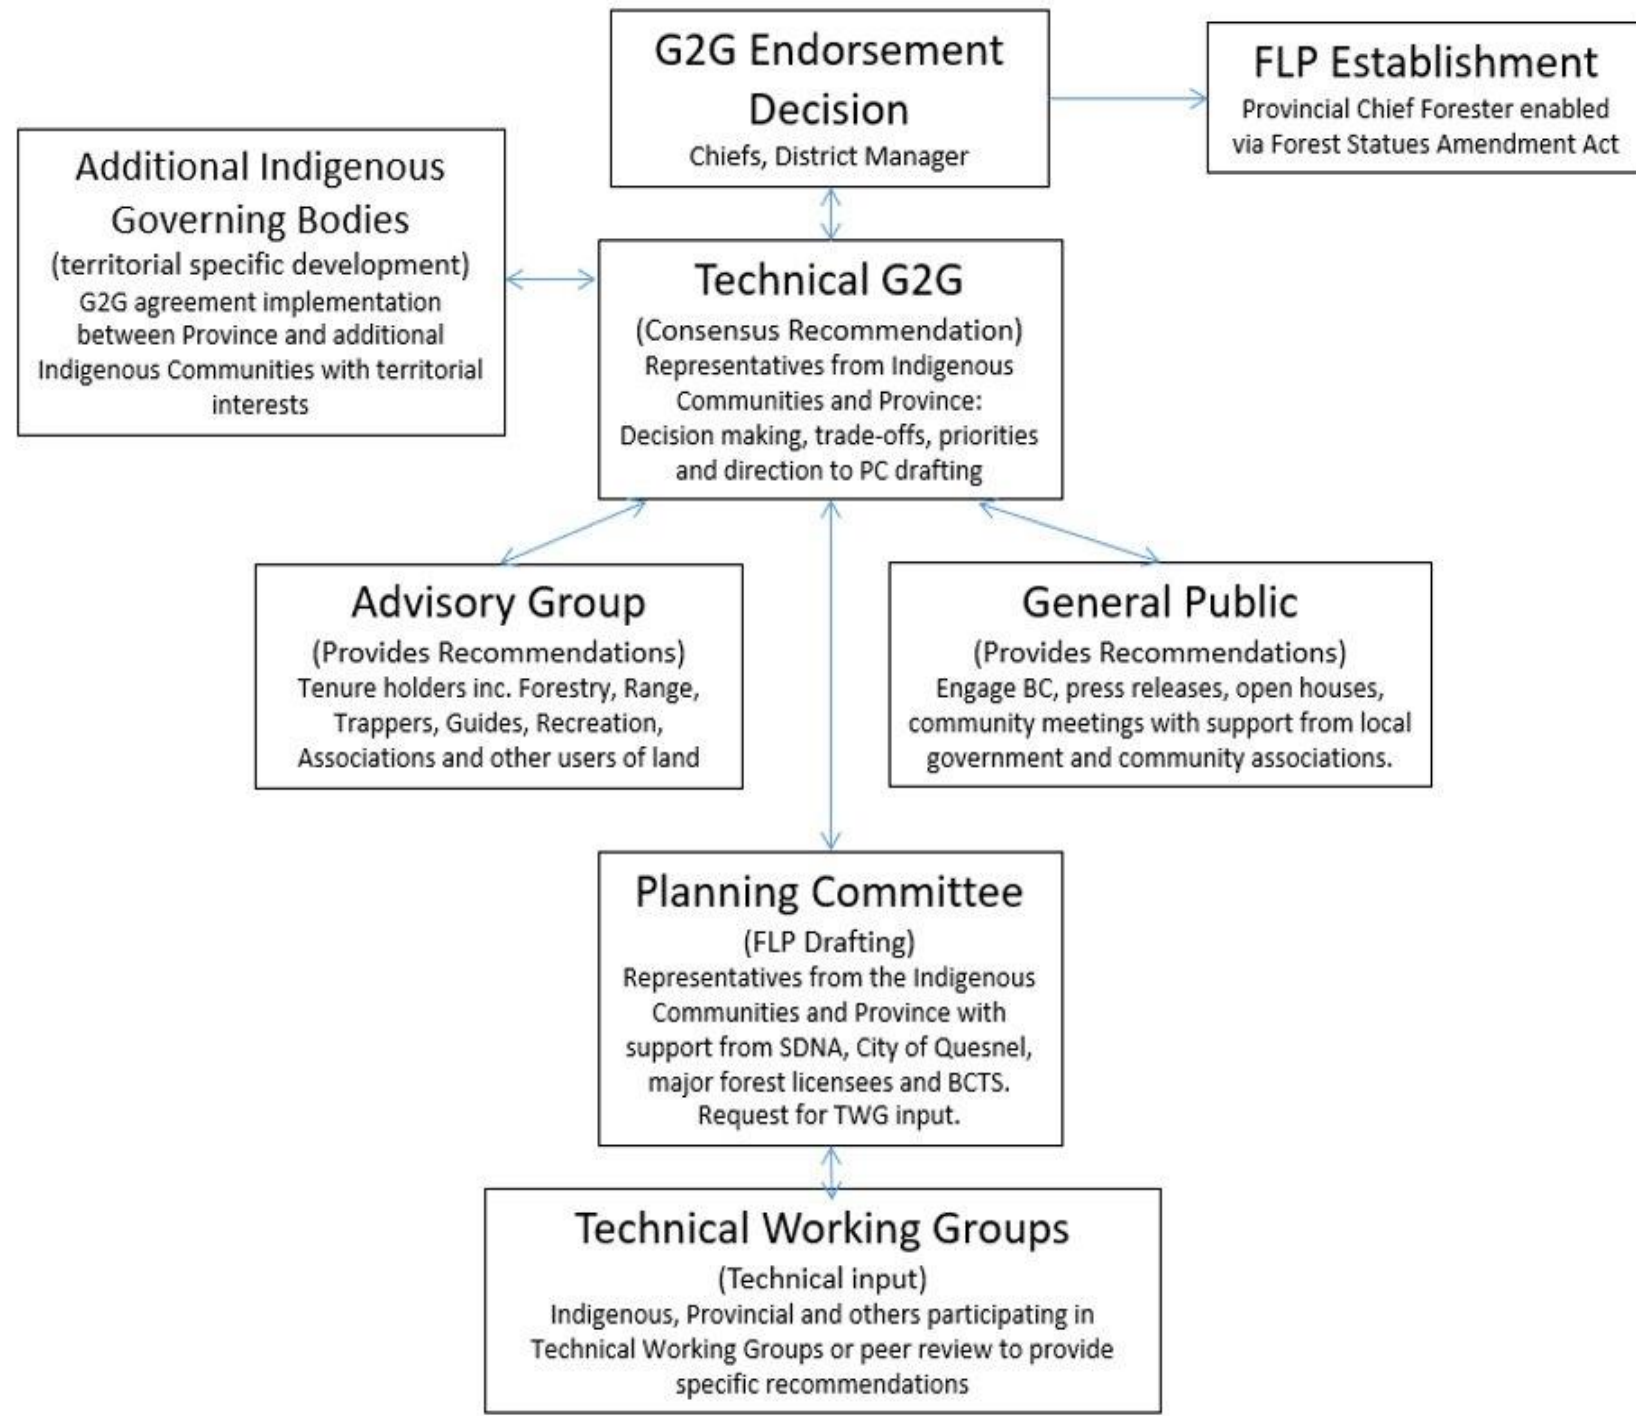 G2G Endorsement
Decision
Chiefs, District Manager
FLP Establishment
Provincial Chief Forester enabled
via Forest Statues Amendment Act
Additional Indigenous
Governing Bodies
(territorial specific development)
G2G agreement implementation
between Province and additional
Indigenous Communities with territorial
interests
Technical G2G
(Consensus Recommendation)
Representatives from Indigenous
Communities and Province:
Decision making, trade-offs, priorities
and direction to PC drafting
Advisory Group
(Provides Recommendations)
Tenure holders inc. Forestry, Range,
Trappers, Guides, Recreation,
Associations and other users of land
General Public
(Provides Recommendations)
Engage BC, press releases, open houses,
community meetings with support from local
government and community associations.
Planning Committee
(FLP Drafting)
Representatives from the Indigenous
Communities and Province with
support from SDNA, City of Quesnel,
major forest licensees and BCTS.
Request for TWG input.
Technical Working Groups
(Technical input)
Indigenous, Provincial and others participating in
Technical Working Groups or peer review to provide
specific recommendations